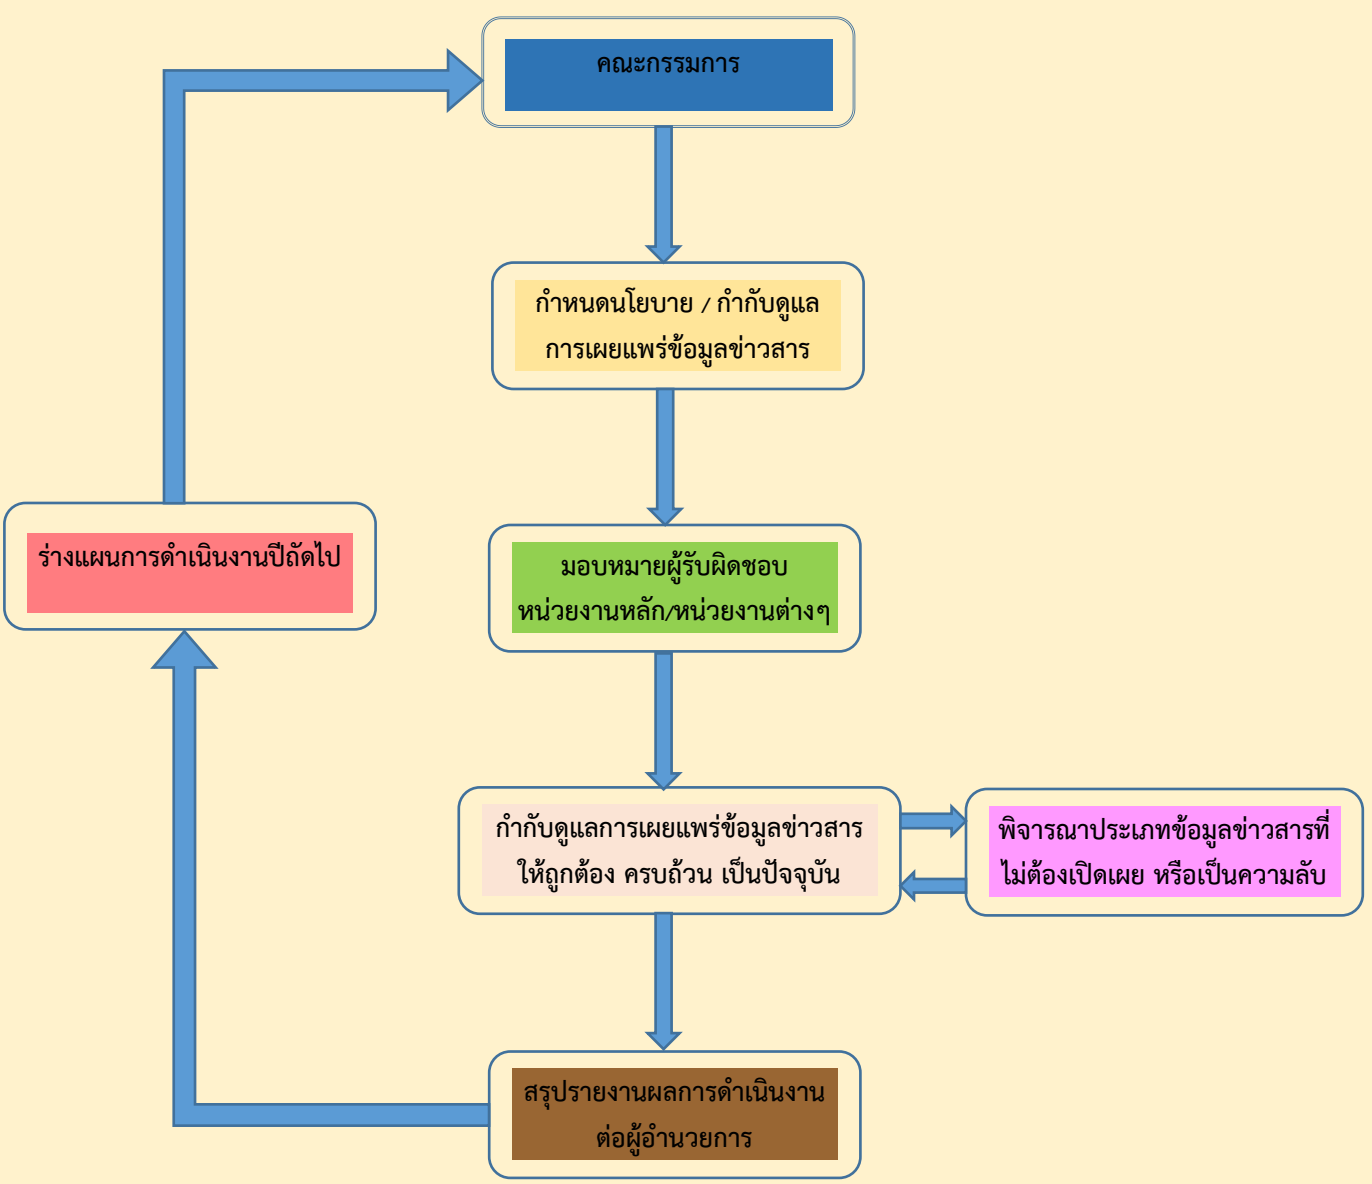 คณะกรรมการ
กำหนดนโยบาย / กำกับดูแล
การเผยแพร่ข้อมูลข่าวสาร
ร่างแผนการดำเนินงานปีถัดไป
มอบหมายผู้รับผิดชอบ
หน่วยงานหลัก/หน่วยงานต่างๆ
กำกับดูแลการเผยแพร่ข้อมูลข่าวสาร
ให้ถูกต้อง ครบถ้วน เป็นปัจจุบัน
พิจารณาประเภทข้อมูลข่าวสารที่
ไม่ต้องเปิดเผย หรือเป็นความลับ
สรุปรายงานผลการดำเนินงาน
ต่อผู้อำนวยการ